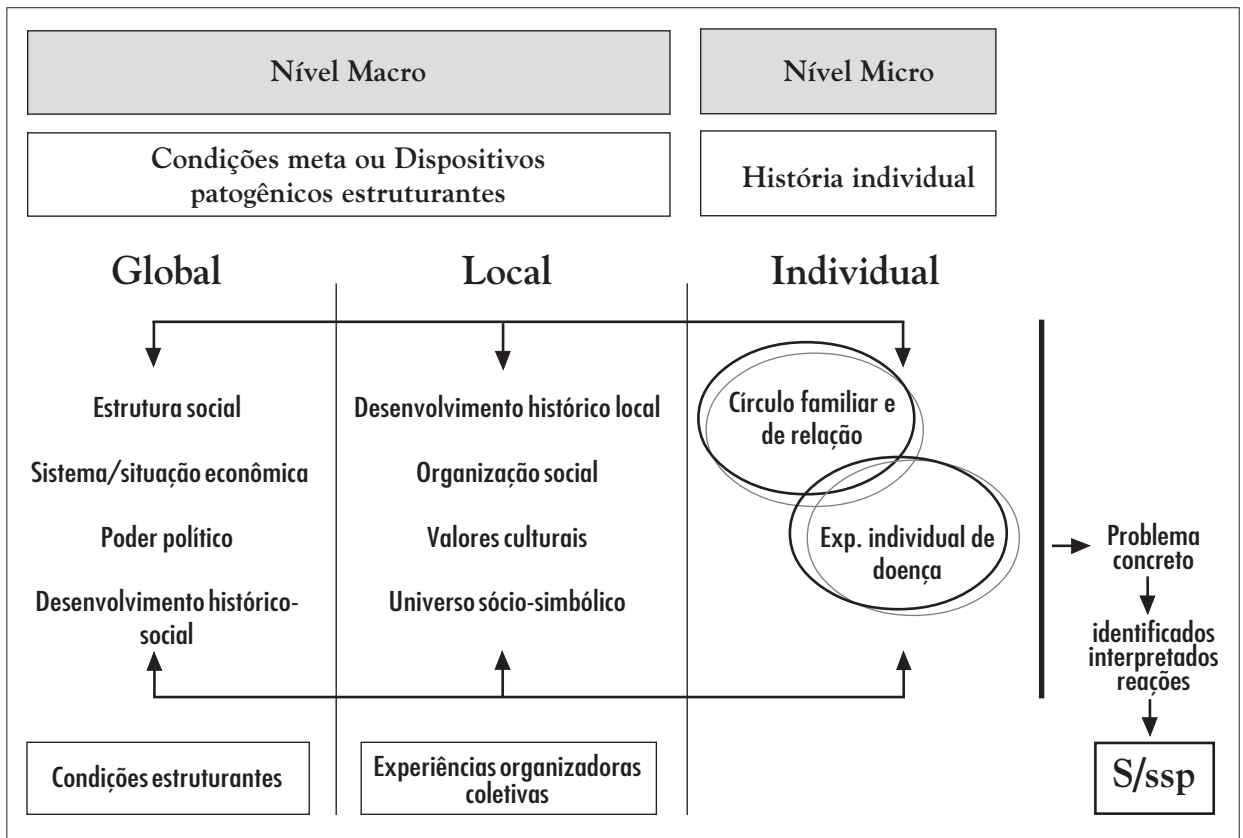 Nível Macro
Nível Micro
Condições meta ou Dispositivos
patogênicos estruturantes
História individual
Global
Local
Individual
Estrutura social
Sistema/situação econômica
Poder político
Desenvolvimento histórico-
social
Desenvolvimento histórico local
Organização social
Valores culturais
Universo sócio-simbólico
Círculo familiar e
de relação
Exp. individual de
doença
Problema
concreto
identificados
interpretados
reações
S/ssp
Condições estruturantes
Experiências organizadoras
coletivas